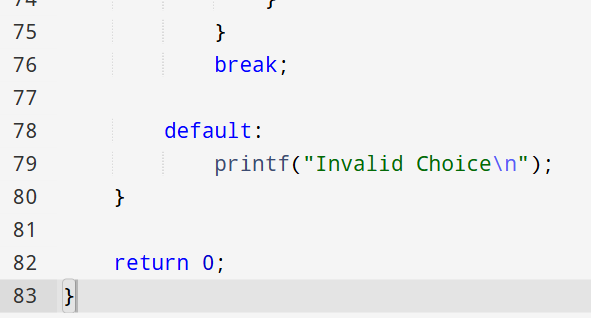 74 }
75 }
76 break;
77
78 default:
79 printf("Invalid Choice\n");
80 }
81
82 return 0;
83 }